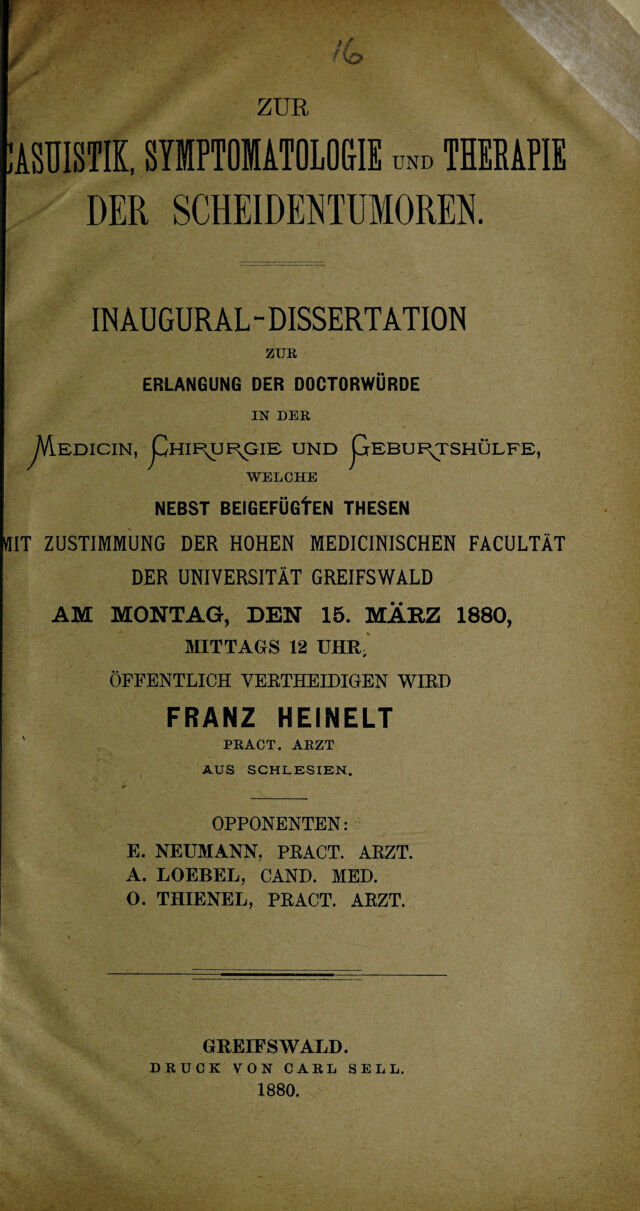 16
ZUR
CASUISTIK, SYMPTOMATOLOGIE UND THERAPIE
DER SCHEIDENTUMOREN.
INAUGURAL-DISSERTATION
ZUR
ERLANGUNG DER DOCTORWÜRDE
IN DER
MEDICIN, CHIRURGIE UND GEBURTSHÜLFE,
WELCHE
NEBST BEIGEFÜGTEN THESEN
MIT ZUSTIMMUNG DER HOHEN MEDICINISCHEN FACULTÄT
DER UNIVERSITÄT GREIFSWALD
AM MONTAG, DEN 15. MÄRZ 1880,
MITTAGS 12 UHR,
ÖFFENTLICH VERTHEIDIGEN WIRD
FRANZ HEINELT
PRACT. ARZT
AUS SCHLESIEN.
OPPONENTEN:
E. NEUMANN, PRACT. ARZT.
A. LOEBEL, CAND. MED.
O. THIENEL, PRACT. ARZT.
GREIFSWALD.
DRUCK VON CARL SELL.
1880.